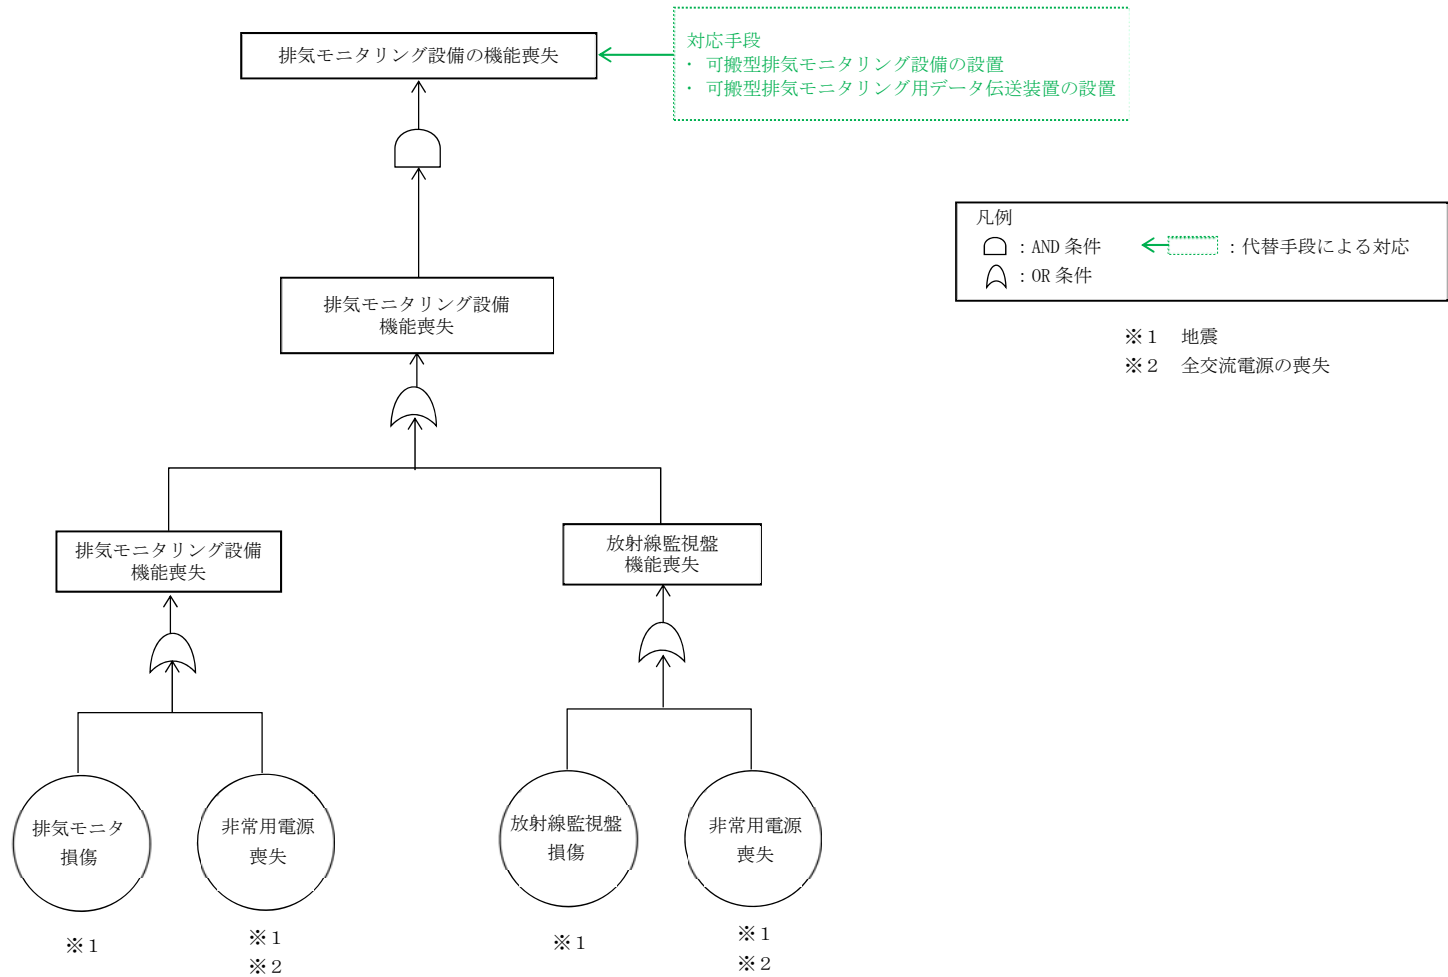 排気モニタリング設備の機能喪失
対応手段
・ 可搬型排気モニタリング設備の設置
・ 可搬型排気モニタリング用データ伝送装置の設置
凡例
：AND 条件
：代替手段による対応
：OR 条件
※１ 地震
※２ 全交流電源の喪失
排気モニタリング設備
機能喪失
排気モニタリング設備
機能喪失
放射線監視盤
機能喪失
排気モニタ
損傷
非常用電源
喪失
放射線監視盤
損傷
非常用電源
喪失
※１
※１
※２
※１
※１
※２